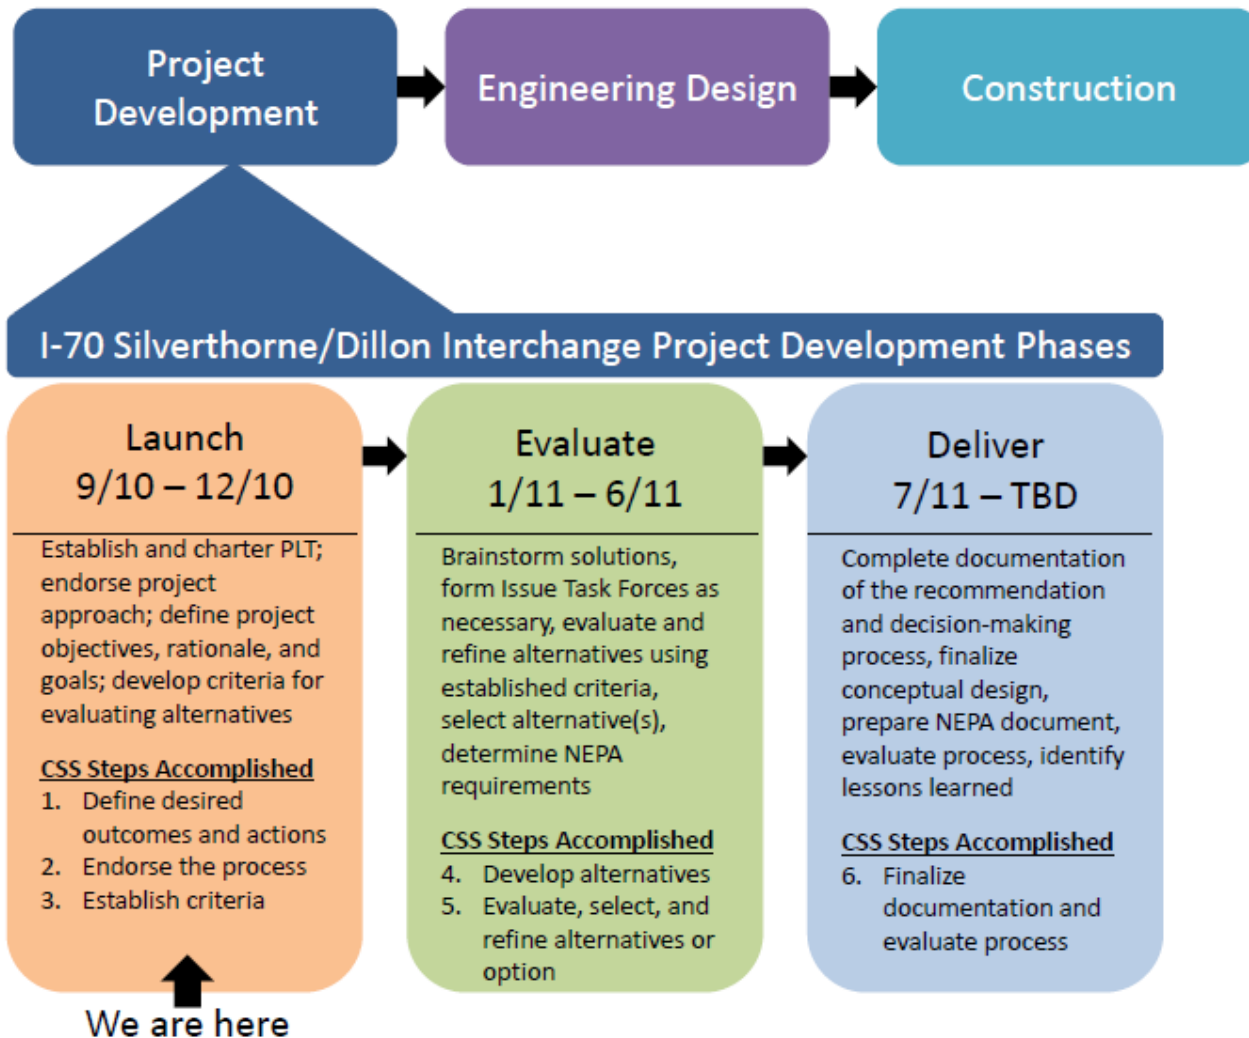 Project
Development
Engineering Design
Construction
I-70 Silverthorne/Dillon Interchange Project Development Phases
Launch
9/10 – 12/10
Establish and charter PLT;
endorse project
approach; define project
objectives, rationale, and
goals; develop criteria for
evaluating alternatives
CSS Steps Accomplished
1. Define desired
outcomes and actions
2. Endorse the process
3. Establish criteria
We are here
Evaluate
1/11 – 6/11
Brainstorm solutions,
form Issue Task Forces as
necessary, evaluate and
refine alternatives using
established criteria,
select alternative(s),
determine NEPA
requirements
CSS Steps Accomplished
4. Develop alternatives
5. Evaluate, select, and
refine alternatives or
option
Deliver
7/11 – TBD
Complete documentation
of the recommendation
and decision-making
process, finalize
conceptual design,
prepare NEPA document,
evaluate process, identify
lessons learned
CSS Steps Accomplished
6. Finalize
documentation and
evaluate process